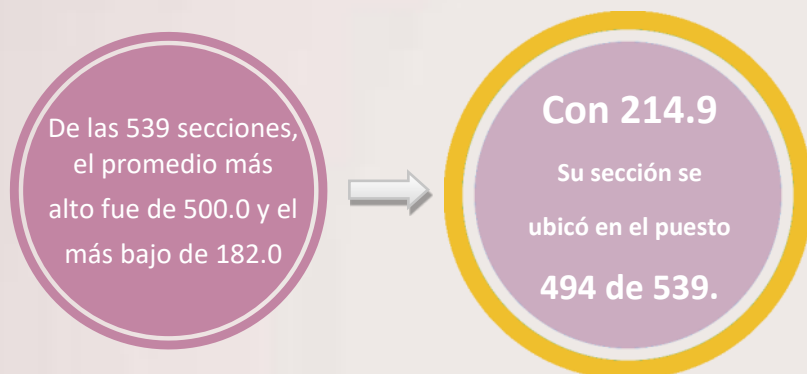 De las 539 secciones,
el promedio más
alto fue de 500.0 y el
más bajo de 182.0
Con 214.9
Su sección se
ubicó en el puesto
494 de 539.